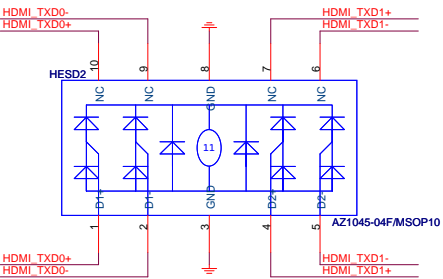 HDMI_TXD0-
HDMI_TXD1+
HDMI_TXD0+
HDMI_TXD1-
10
9
8
7
6
HESD2
NC
NC
GND
NC
NC
11
D1+
D1-
GND
D2+
D2-
AZ1045-04F/MSOP10
1
2
3
4
5
HDMI_TXD0+
HDMI_TXD1-
HDMI_TXD0-
HDMI_TXD1+